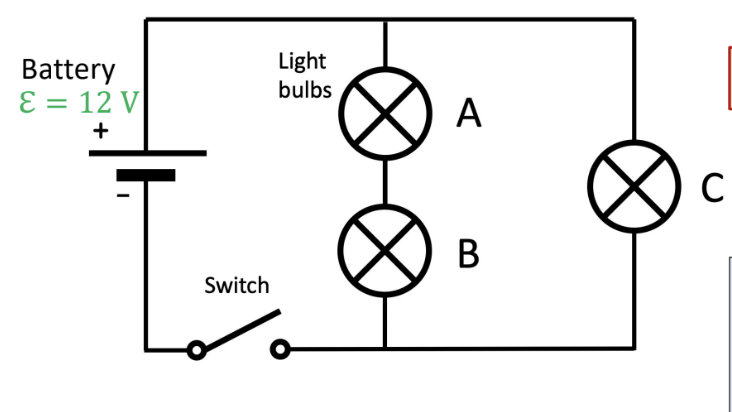 Light
bulbs
Battery
Ɛ = 12 V
+
A
–
C
B
Switch